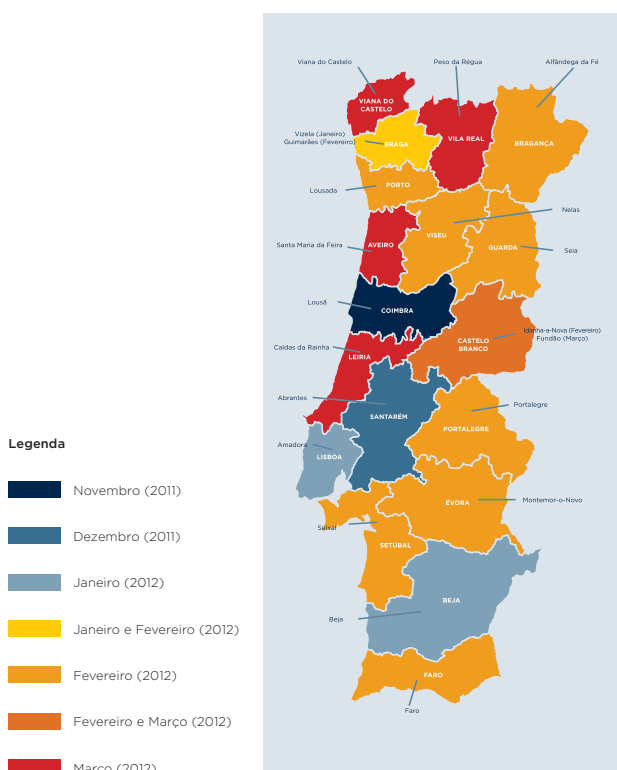 Viana do Castelo
Peso da Régua
Alfândega da Fé
VIANA DO
CASTELO
Vizela (Janeiro)
Guimarães (Fevereiro)
BRAGA
VILA REAL
BRAGANÇA
PORTO
Lousada
Nelas
Santa Maria da Feira
AVEIRO
VISEU
GUARDA
Seia
Lousã
COIMBRA
Idanha-a-Nova (Fevereiro)
Fundão (Março)
CASTELO
BRANCO
Caldas da Rainha
LEIRIA
Abrantes
SANTARÉM
Portalegre
PORTALEGRE
Amadora
LISBOA
Montemor-o-Novo
ÉVORA
Seixal
SETÚBAL
BEJA
Beja
FARO
Faro
Legenda
Novembro (2011)
Dezembro (2011)
Janeiro (2012)
Janeiro e Fevereiro (2012)
Fevereiro (2012)
Fevereiro e Março (2012)
Março (2012)